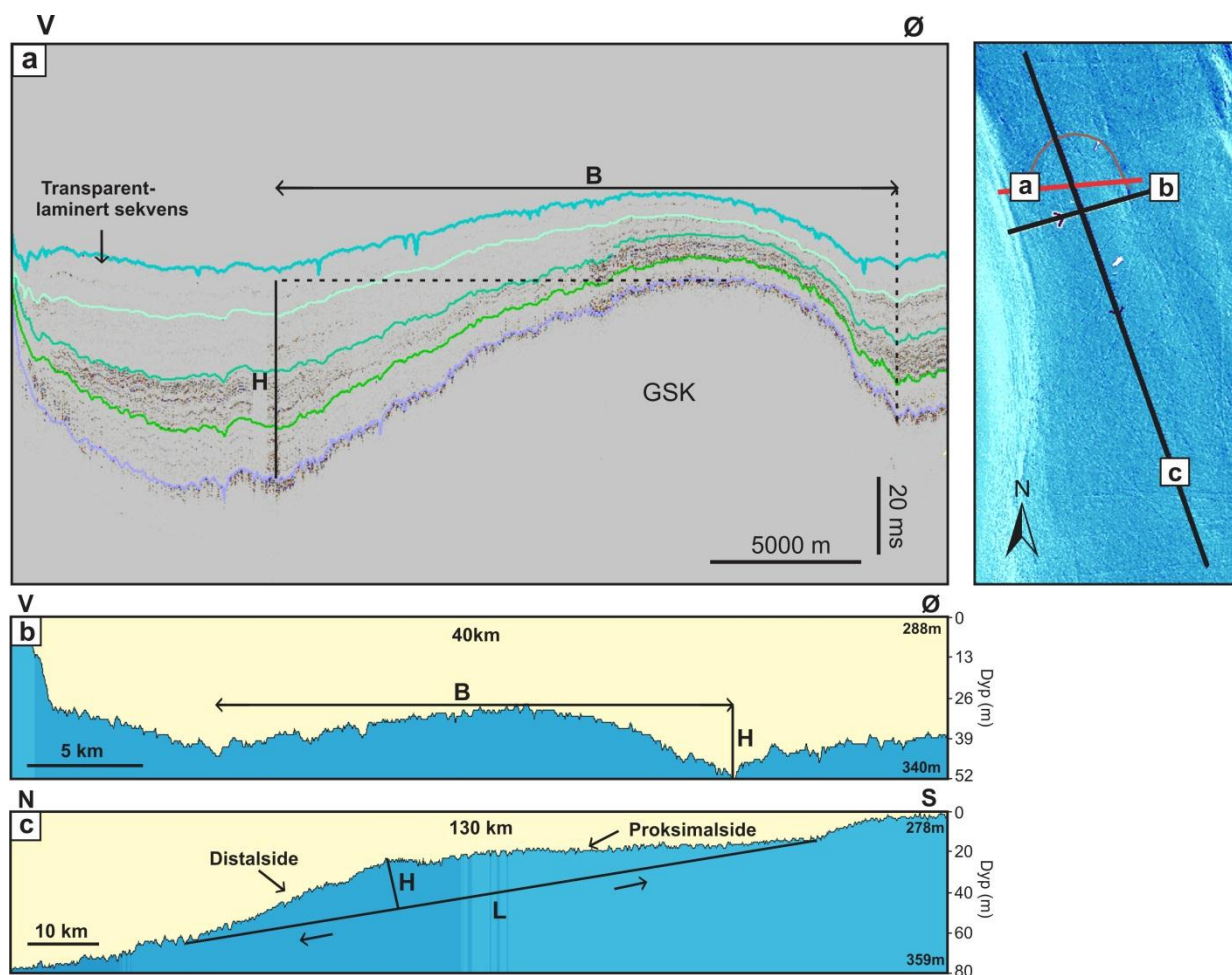 V
Ø
a
Transparent-
laminert sekvens
B
H
GSK
20 ms
5000 m
a
b
c
N
V
Ø
b
40km
288m
0
13
26
39
52
Dyp (m)
B
H
5 km
340m
N
S
c
130 km
278m
0
20
40
60
80
Dyp (m)
Proksimalside
Distalside
H
L
10 km
359m